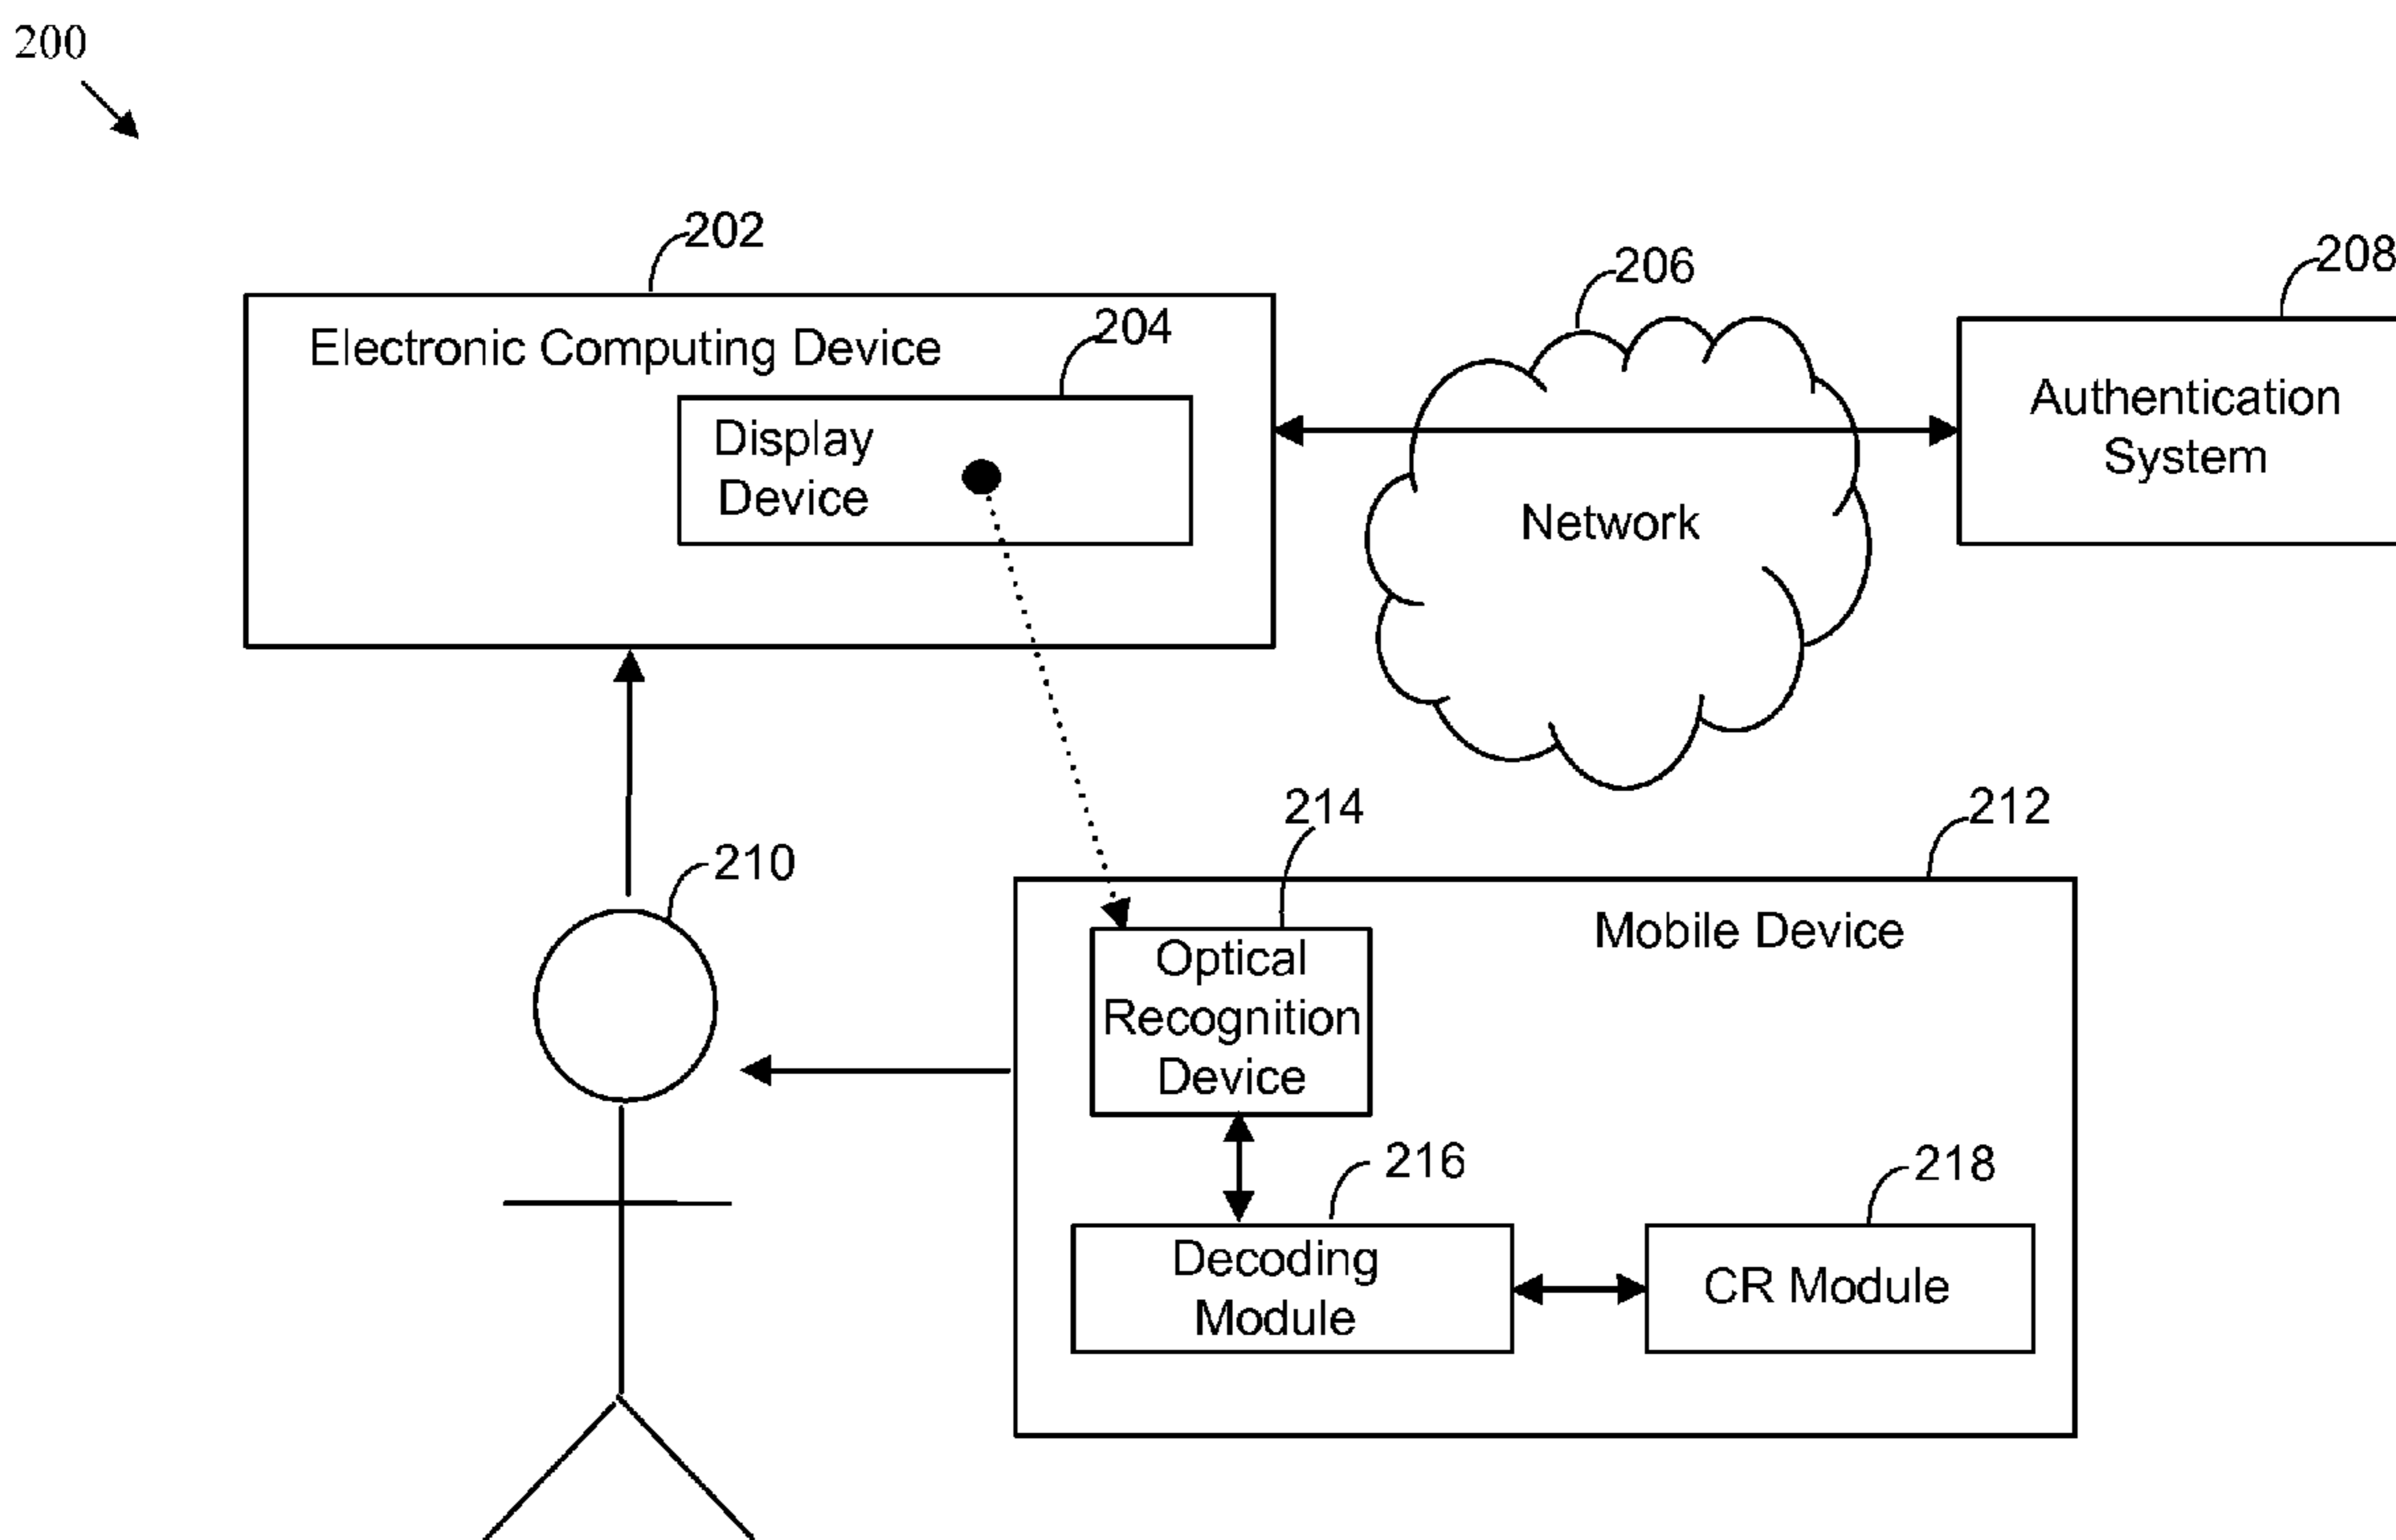 200
202
206
208
Electronic Computing Device
204
Display
Device
Network
Authentication
System
210
214
212
Mobile Device
Optical
Recognition
Device
216
218
Decoding
Module
CR Module